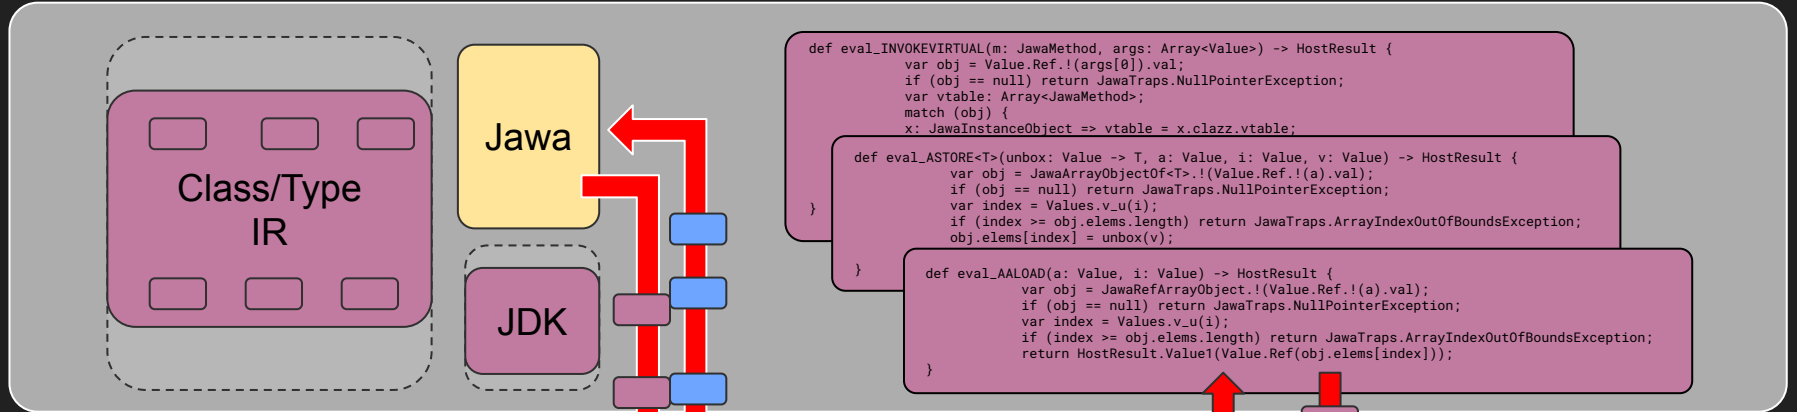 Class/Type
IR
Jawa
JDK
def eval_INVOKEVIRTUAL(m: JawaMethod, args: Array<Value>) -> HostResult {
var obj = Value.Ref.!(args[0]).val;
if (obj == null) return JawaTraps.NullPointerException;
var vtable: Array<JawaMethod>;
match (obj) {
x: JawaInstanceObject => vtable = x.clazz.vtable;
}
def eval_ASTORE<T>(unbox: Value -> T, a: Value, i: Value, v: Value) -> HostResult {
var obj = JawaArrayObjectOf<T>.!(Value.Ref.!(a).val);
if (obj == null) return JawaTraps.NullPointerException;
var index = Values.v_u(i);
if (index >= obj.elems.length) return JawaTraps.ArrayIndexOutOfBoundsException;
obj.elems[index] = unbox(v);
}
def eval_AALOAD(a: Value, i: Value) -> HostResult {
var obj = JawaRefArrayObject.!(Value.Ref.!(a).val);
if (obj == null) return JawaTraps.NullPointerException;
var index = Values.v_u(i);
if (index >= obj.elems.length) return JawaTraps.ArrayIndexOutOfBoundsException;
return HostResult.Value1(Value.Ref(obj.elems[index]));
}